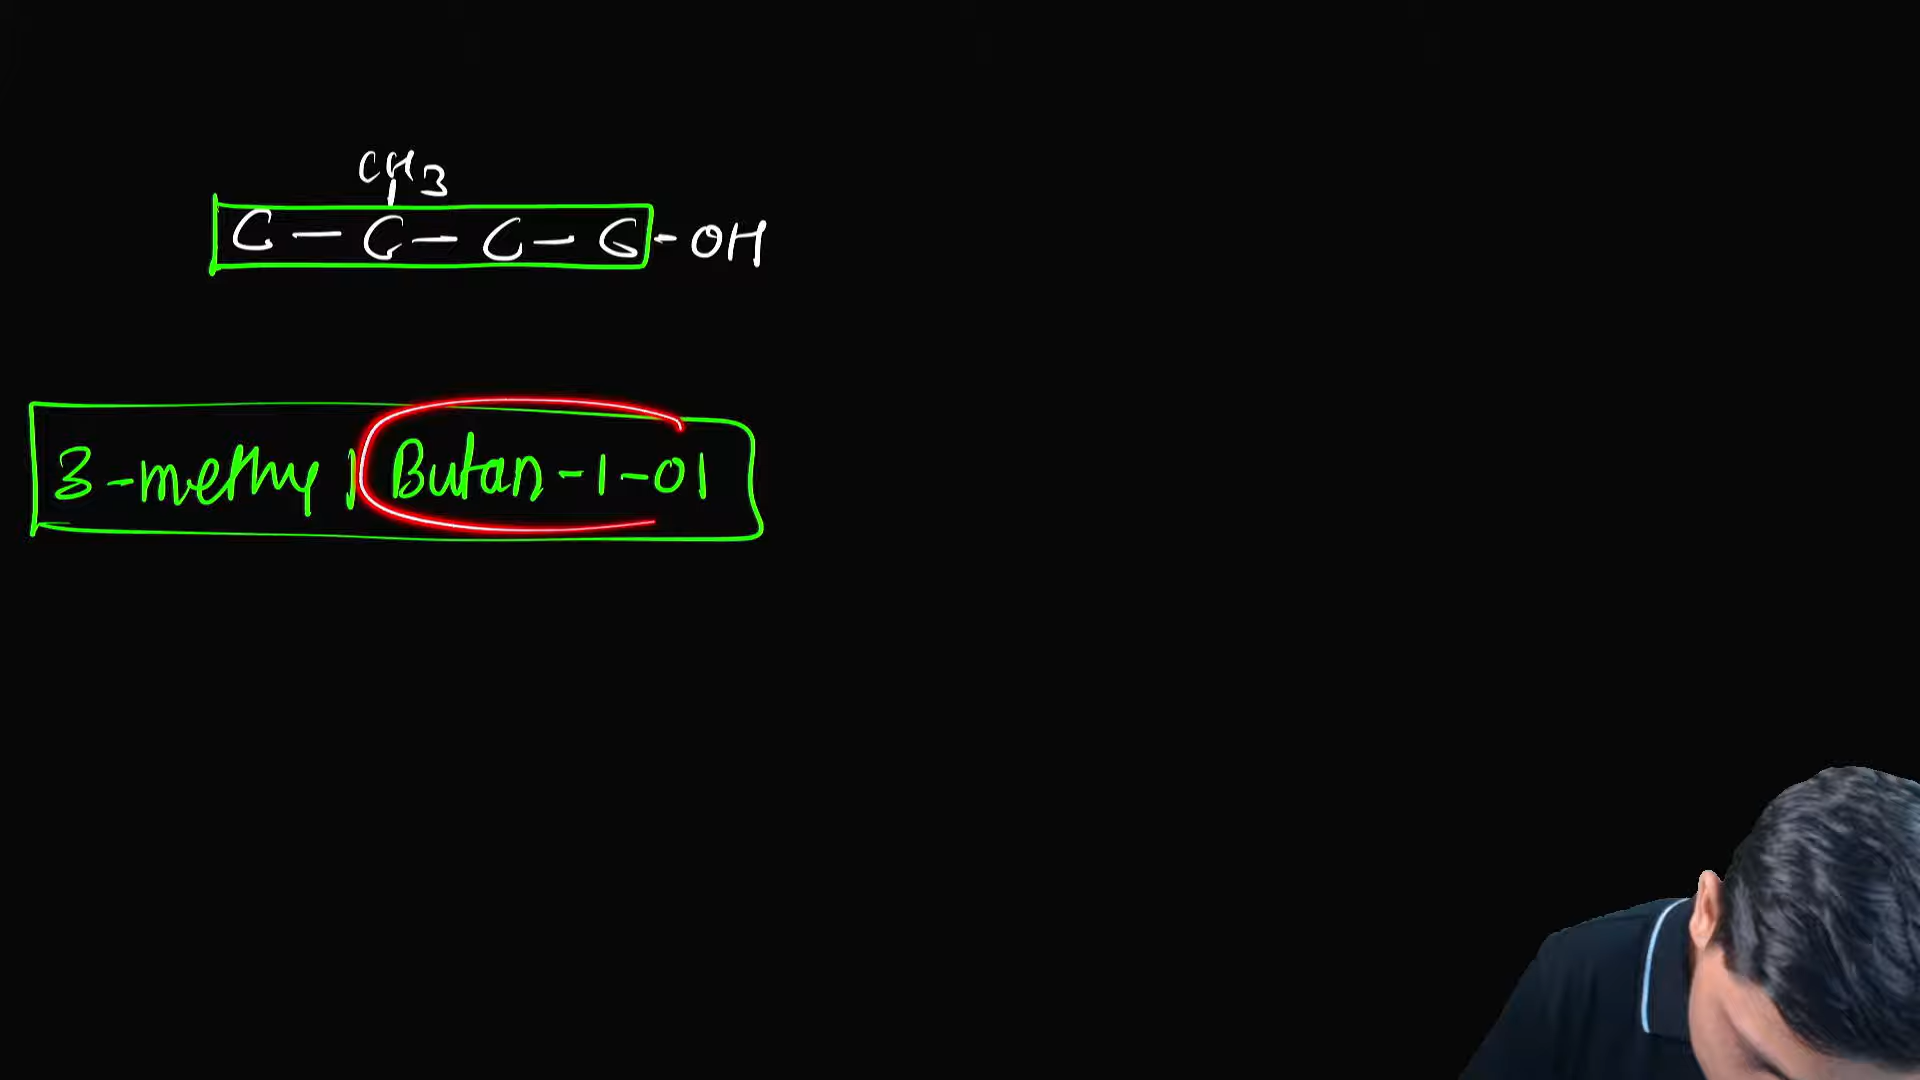 CH3
C - C - C - C - OH
3-methyl Butan-1-ol